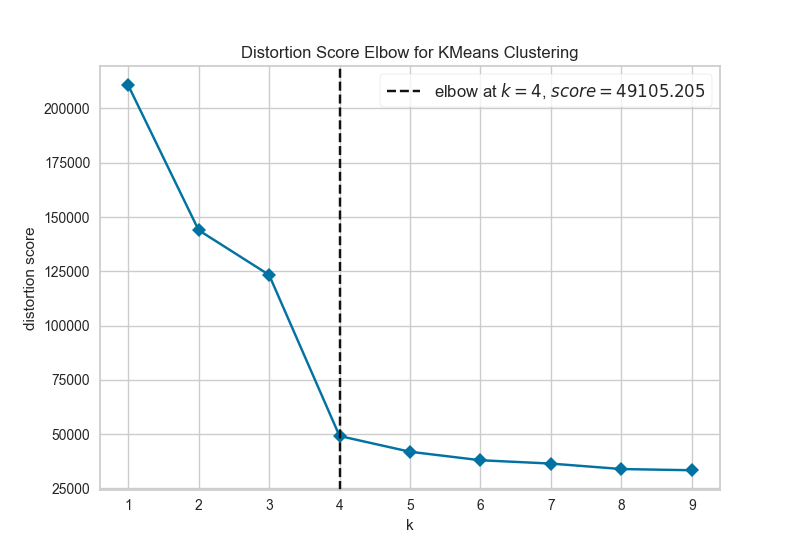 Distortion Score Elbow for KMeans Clustering
elbow at k = 4, score = 49105.205
distortion score
200000
175000
150000
125000
100000
75000
50000
25000
1 2 3 4 5 6 7 8 9
k